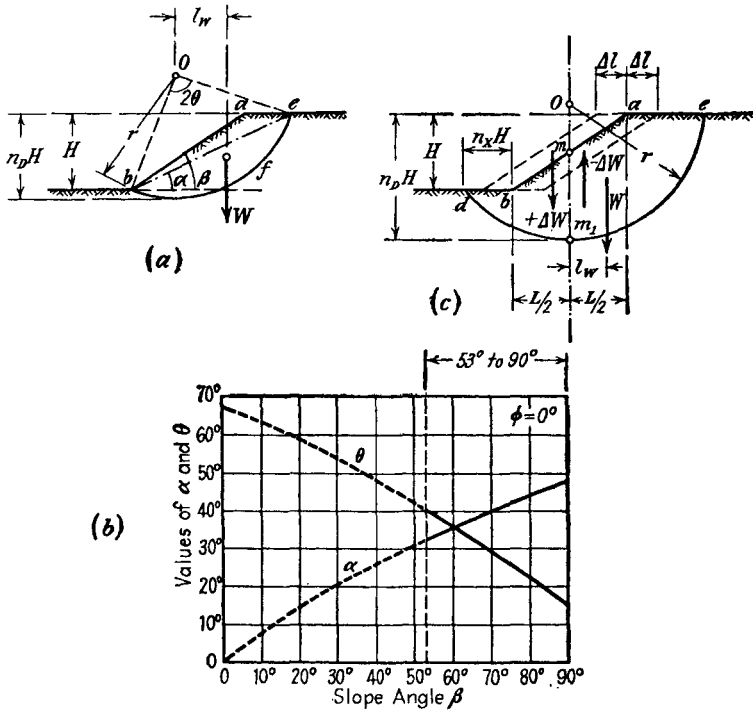 l_W
O
2θ
a
e
r
n_D H
H
b
α
β
f
W
(a)
Δl
Δl
O
a
e
n_x H
r
H
n_D H
m
-ΔW
W
d
b
+ΔW
m_1
l_W
L/2
L/2
(c)
53° to 90°
70°
60°
50°
40°
30°
20°
10°
0
φ=0°
θ
α
Values of α and θ
(b)
0
10°
20°
30°
40°
50°
60°
70°
80°
90°
Slope Angle β